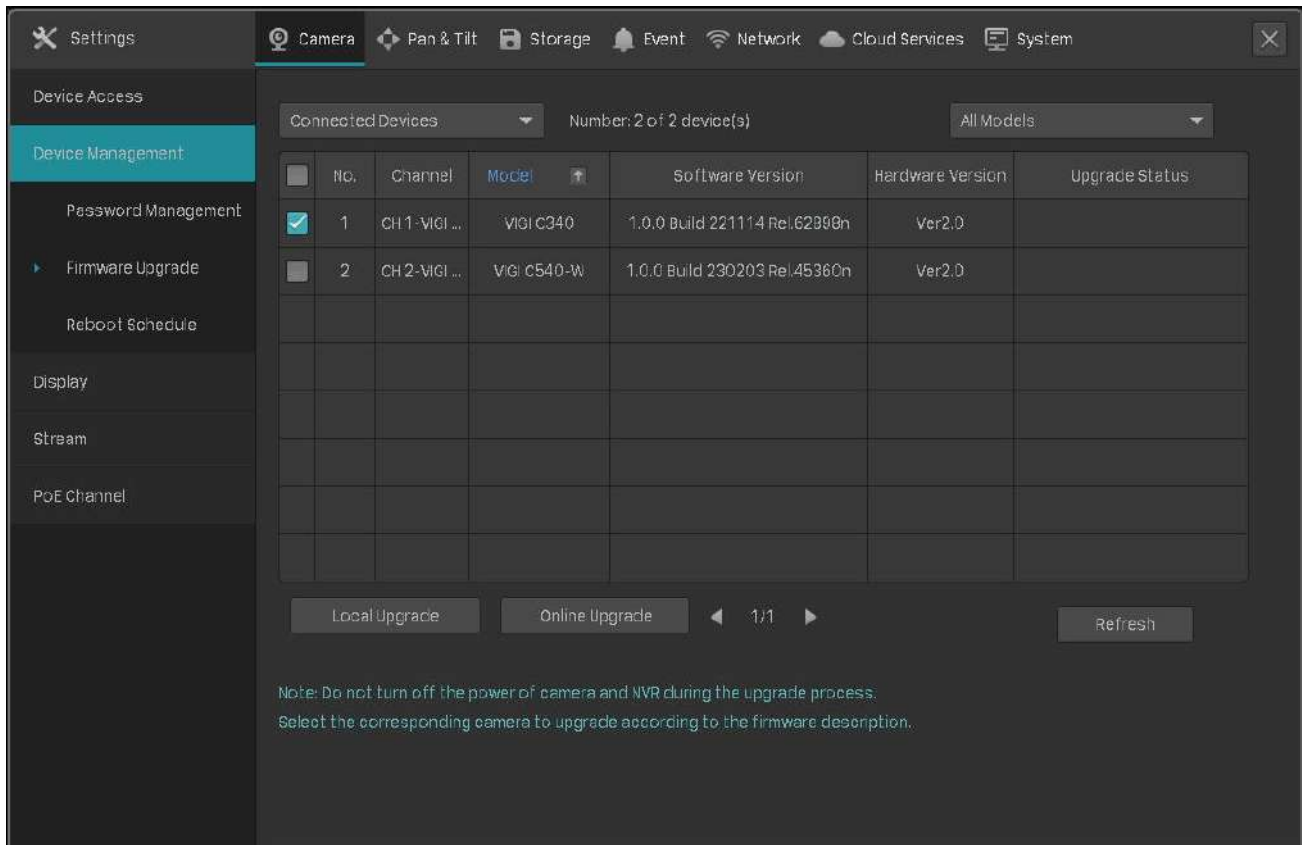 Settings
Camera Pan & Tilt Storage Event Network Cloud Services System
Device Access
Device Management
Password Management
Firmware Upgrade
Reboot Schedule
Display
Stream
PoE Channel
Connected Devices Number: 2 of 2 device(s) All Models
No. Channel Model Software Version Hardware Version Upgrade Status
1 CH 1-VIGI ... VIGI C340 1.0.0 Build 221114 Rel.62898n Ver2.0
2 CH 2-VIGI ... VIGI C540-W 1.0.0 Build 230203 Rel.45360n Ver2.0
Local Upgrade Online Upgrade 1/1 Refresh
Note: Do not turn off the power of camera and NVR during the upgrade process.
Select the corresponding camera to upgrade according to the firmware description.